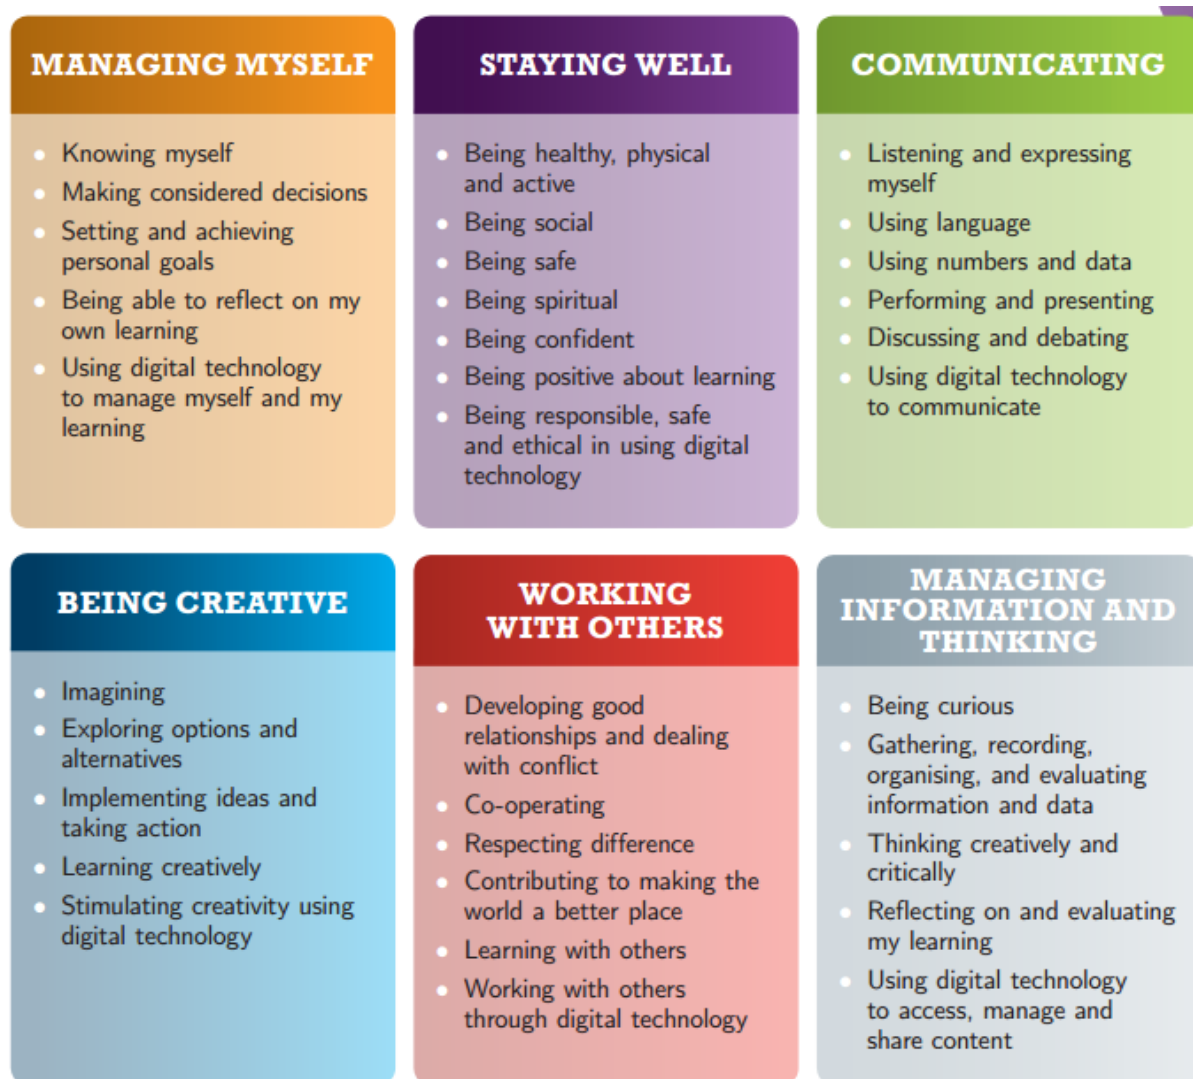 MANAGING MYSELF
• Knowing myself
• Making considered decisions
• Setting and achieving
personal goals
• Being able to reflect on my
own learning
• Using digital technology
to manage myself and my
learning
STAYING WELL
• Being healthy, physical
and active
• Being social
• Being safe
• Being spiritual
• Being confident
• Being positive about learning
• Being responsible, safe
and ethical in using digital
technology
COMMUNICATING
• Listening and expressing
myself
• Using language
• Using numbers and data
• Performing and presenting
• Discussing and debating
• Using digital technology
to communicate
BEING CREATIVE
• Imagining
• Exploring options and
alternatives
• Implementing ideas and
taking action
• Learning creatively
• Stimulating creativity using
digital technology
WORKING
WITH OTHERS
• Developing good
relationships and dealing
with conflict
• Co-operating
• Respecting difference
• Contributing to making the
world a better place
• Learning with others
• Working with others
through digital technology
MANAGING
INFORMATION AND
THINKING
• Being curious
• Gathering, recording,
organising, and evaluating
information and data
• Thinking creatively and
critically
• Reflecting on and evaluating
my learning
• Using digital technology
to access, manage and
share content